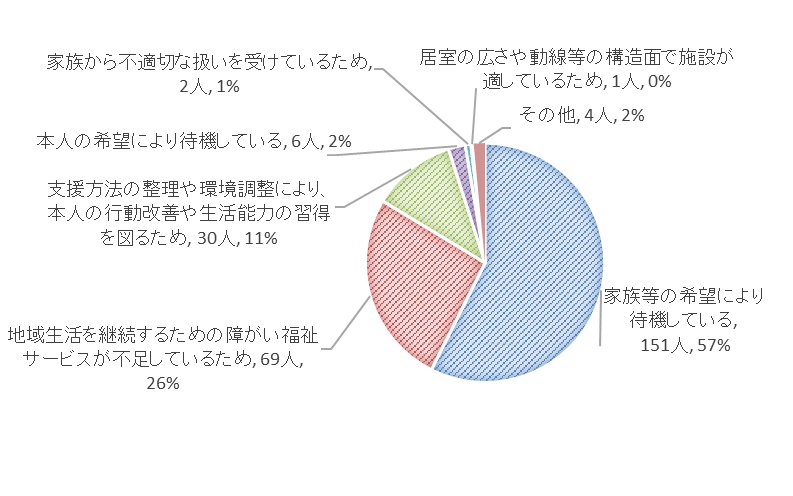 家族から不適切な扱いを受けているため,
2人, 1%
居室の広さや動線等の構造面で施設が
適しているため, 1人, 0%
その他, 4人, 2%
本人の希望により待機している, 6人, 2%
支援方法の整理や環境調整により、
本人の行動改善や生活能力の習得
を図るため, 30人, 11%
家族等の希望により
待機している,
151人, 57%
地域生活を継続するための障がい福祉
サービスが不足しているため, 69人,
26%